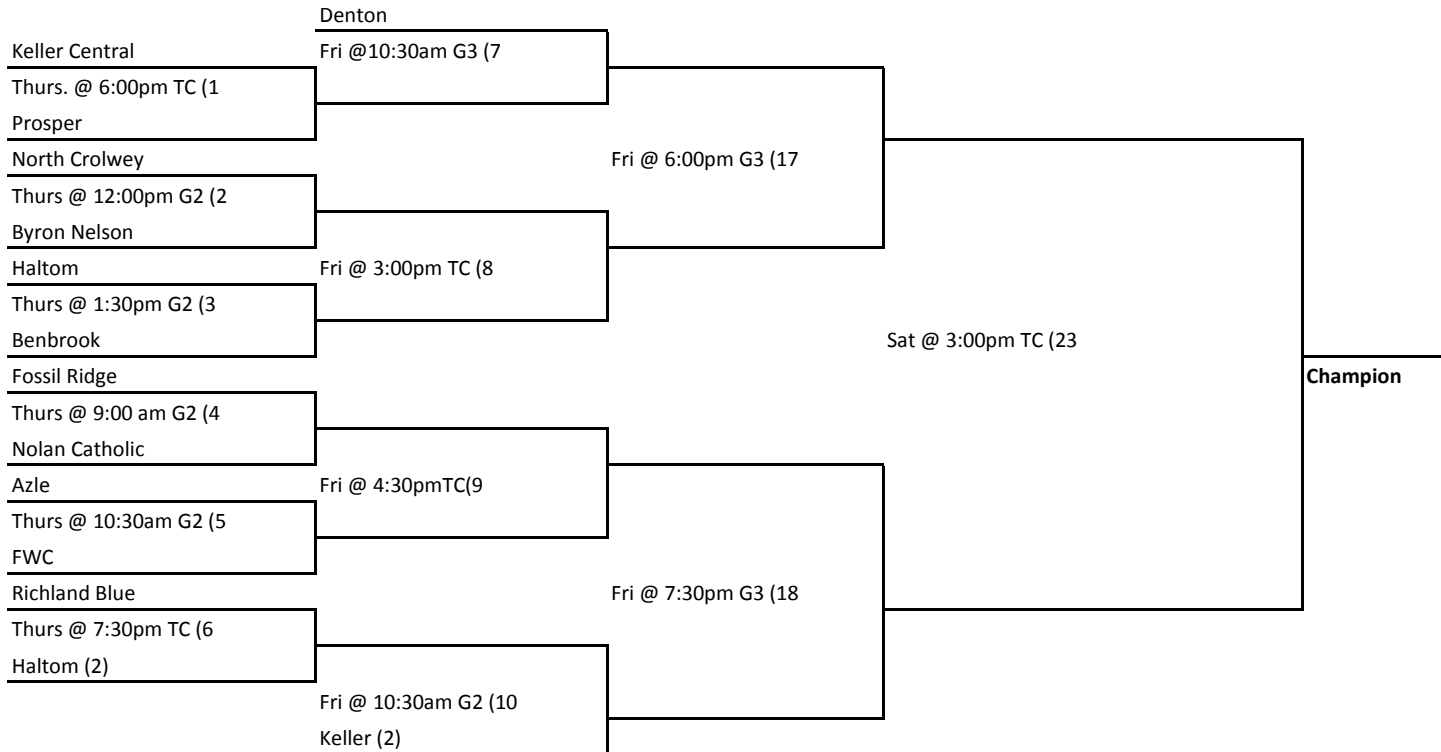 Denton
Keller Central
Fri @10:30am G3 (7
Thurs. @ 6:00pm TC (1
Prosper
North Crolwey
Fri @ 6:00pm G3 (17
Thurs @ 12:00pm G2 (2
Byron Nelson
Haltom
Fri @ 3:00pm TC (8
Thurs @ 1:30pm G2 (3
Benbrook
Sat @ 3:00pm TC (23
Fossil Ridge
Champion
Thurs @ 9:00 am G2 (4
Nolan Catholic
Azle
Fri @ 4:30pmTC(9
Thurs @ 10:30am G2 (5
FWC
Richland Blue
Fri @ 7:30pm G3 (18
Thurs @ 7:30pm TC (6
Haltom (2)
Fri @ 10:30am G2 (10
Keller (2)